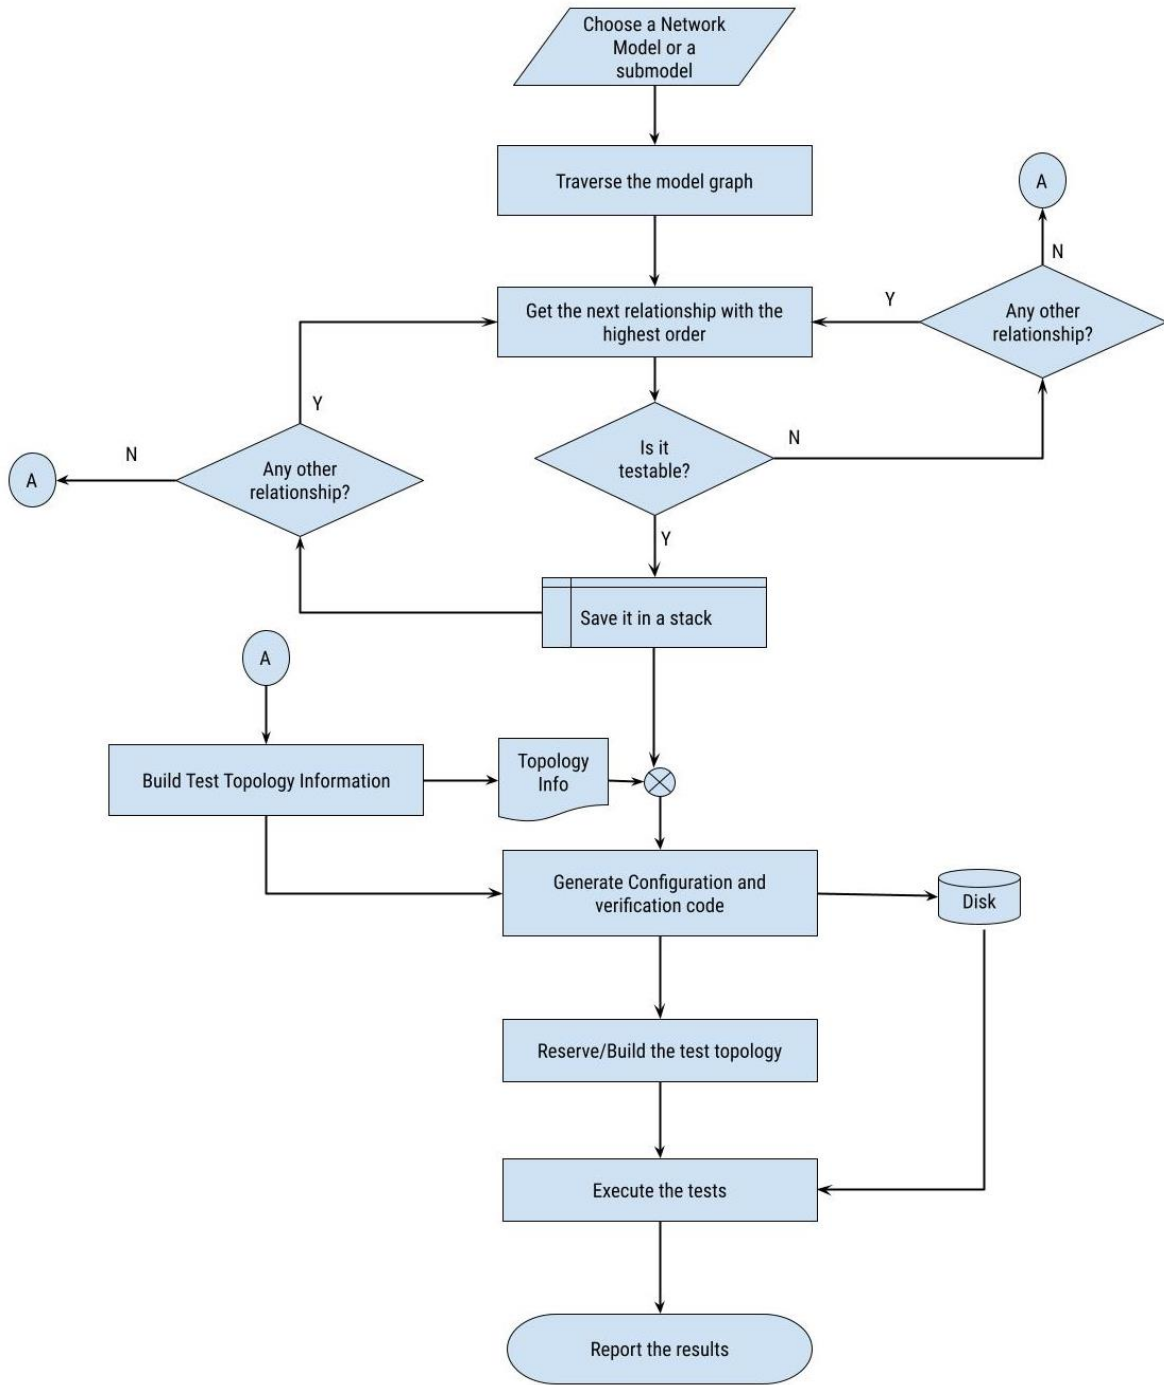 Choose a Network
Model or a
submodel
Traverse the model graph
A
N
Get the next relationship with the
highest order
Y
Any other
relationship?
Y
Is it
testable?
N
N
A
Any other
relationship?
Y
Save it in a stack
A
Build Test Topology Information
Topology
Info
Generate Configuration and
verification code
Disk
Reserve/Build the test topology
Execute the tests
Report the results